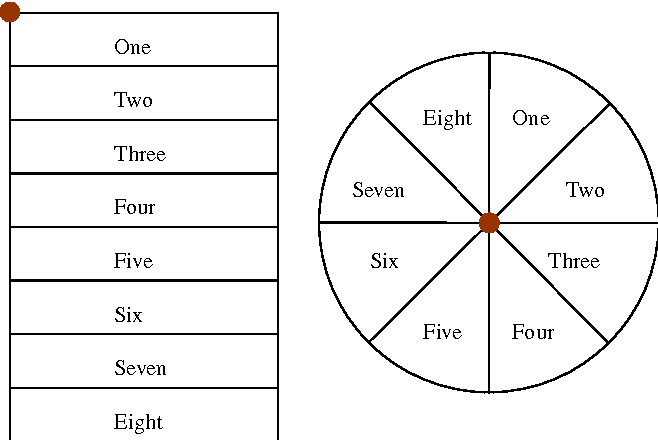 One
Two
Three
Four
Five
Six
Seven
Eight
Eight One
Seven Two
Six Three
Five Four